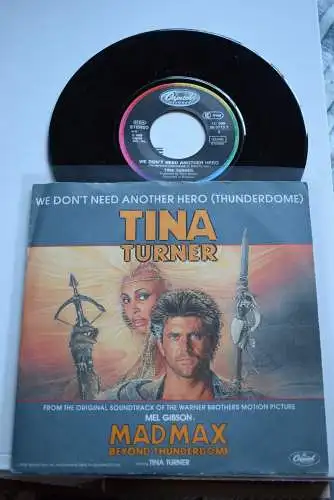 Capitol
STEREO
WE DON'T NEED ANOTHER HERO
TINA TURNER
WE DON'T NEED ANOTHER HERO (THUNDERDOME)
TINA
TURNER
FROM THE ORIGINAL SOUNDTRACK OF THE WARNER BROTHERS MOTION PICTURE
MEL GIBSON
MAD MAX
BEYOND THUNDERDOME
TINA TURNER
Capitol